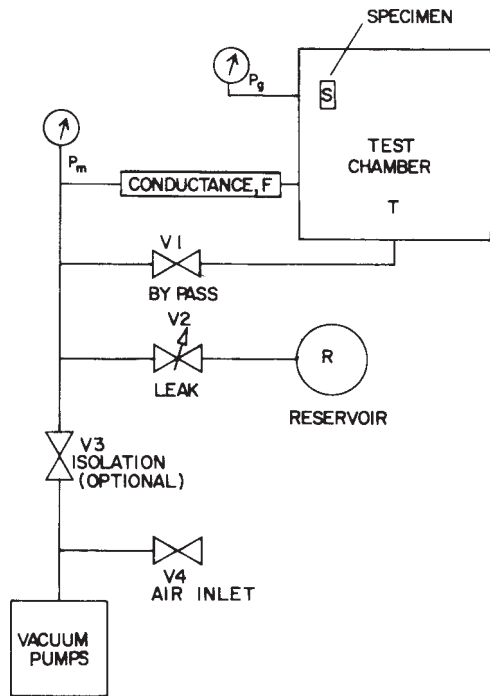 SPECIMEN
Pg
S
TEST
CHAMBER
T
Pm
CONDUCTANCE, F
V1
BY PASS
V2
LEAK
R
RESERVOIR
V3
ISOLATION
(OPTIONAL)
V4
AIR INLET
VACUUM
PUMPS